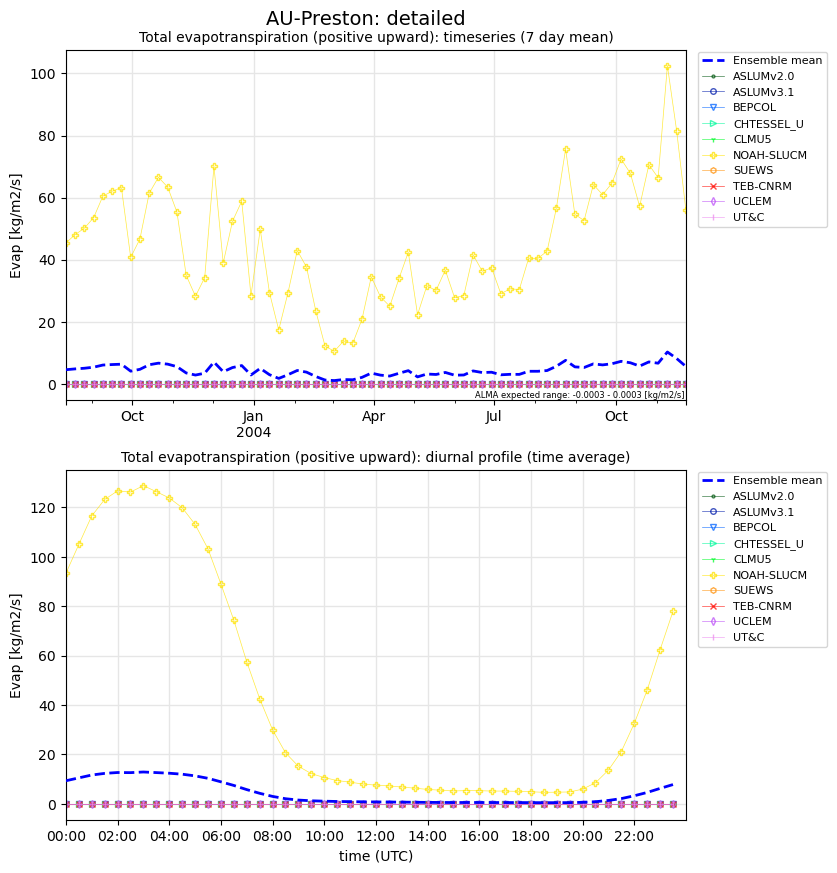 AU-Preston: detailed
Total evapotranspiration (positive upward): timeseries (7 day mean)
Evap [kg/m2/s]
100
80
60
40
20
0
Oct
Jan
2004
Apr
Jul
Oct
ALMA expected range: -0.0003 - 0.0003 [kg/m2/s]
Ensemble mean
ASLUMv2.0
ASLUMv3.1
BEPCOL
CHTESSEL_U
CLMU5
NOAH-SLUCM
SUEWS
TEB-CNRM
UCLEM
UT&C
Total evapotranspiration (positive upward): diurnal profile (time average)
Evap [kg/m2/s]
120
100
80
60
40
20
0
00:00 02:00 04:00 06:00 08:00 10:00 12:00 14:00 16:00 18:00 20:00 22:00
time (UTC)
Ensemble mean
ASLUMv2.0
ASLUMv3.1
BEPCOL
CHTESSEL_U
CLMU5
NOAH-SLUCM
SUEWS
TEB-CNRM
UCLEM
UT&C